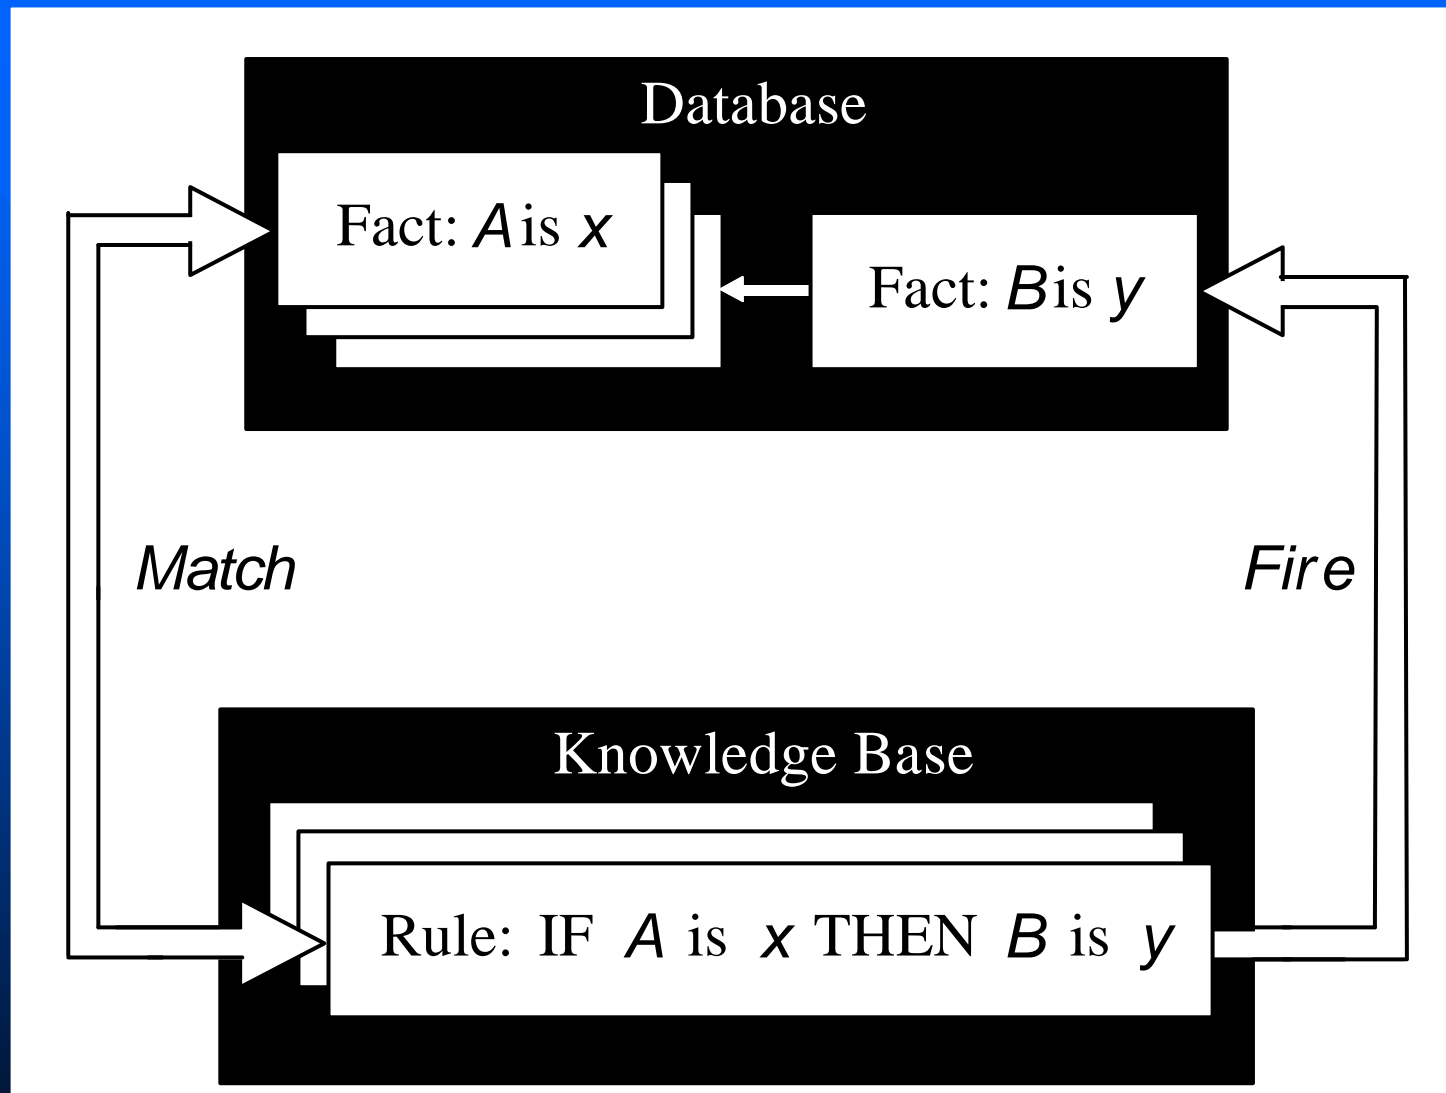 Database
Fact: A is x
Fact: B is y
Match
Fire
Knowledge Base
Rule: IF A is x THEN B is y